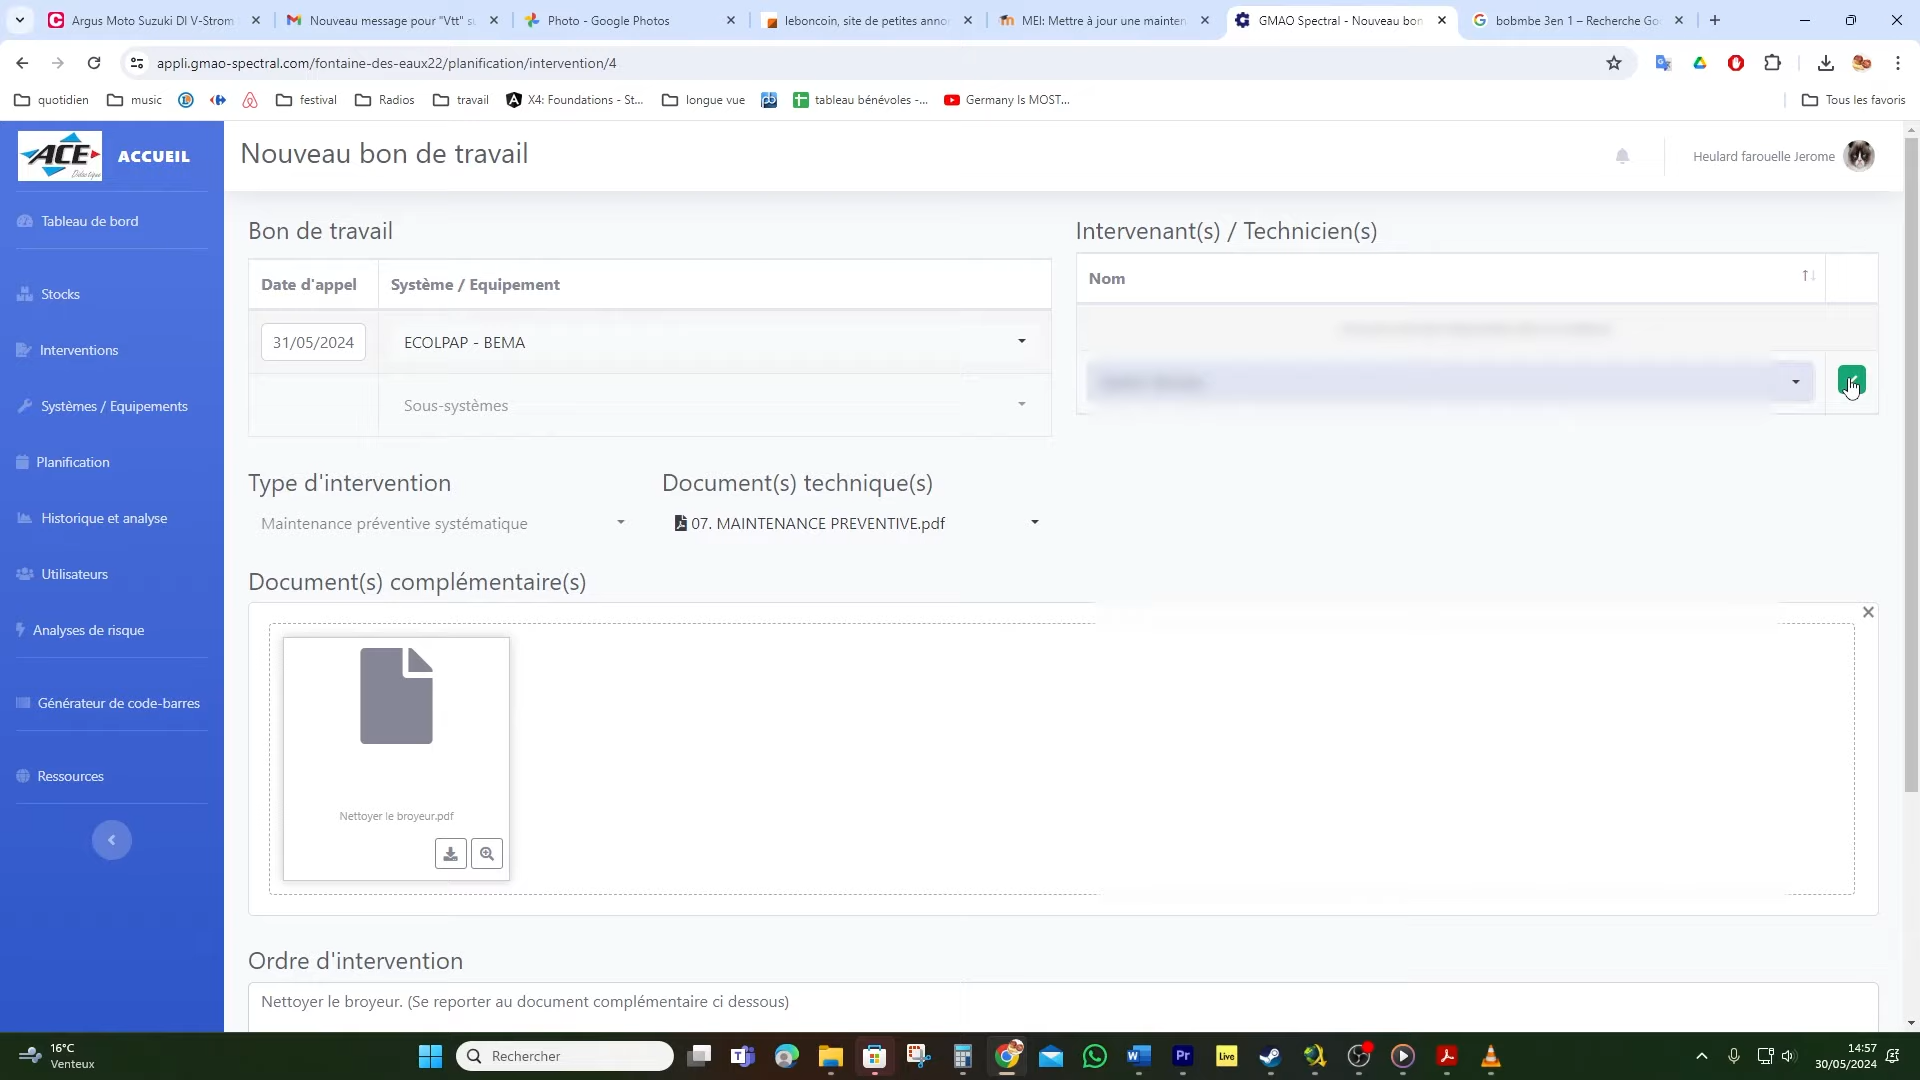 Argus Moto Suzuki Dl V-Strom
Nouveau message pour "Vtt" su
Photo - Google Photos
leboncoin, site de petites anno
MEI: Mettre à jour une mainten
GMAO Spectral - Nouveau bon
bobmbe 3en 1 – Recherche Go
appli.gmao-spectral.com/fontaine-des-eaux22/planification/intervention/4
quotidien
music
festival
Radios
travail
X4: Foundations - St...
longue vue
tableau bénévoles -...
Germany Is MOST...
Tous les favoris
ACE
Didactique
ACCUEIL
Nouveau bon de travail
Heulard farouelle Jerome
Tableau de bord
Stocks
Interventions
Systèmes / Equipements
Planification
Historique et analyse
Utilisateurs
Analyses de risque
Générateur de code-barres
Ressources
Bon de travail
Date d'appel
Système / Equipement
31/05/2024
ECOLPAP - BEMA
Sous-systèmes
Intervenant(s) / Technicien(s)
Nom
Type d'intervention
Maintenance préventive systématique
Document(s) technique(s)
07. MAINTENANCE PREVENTIVE.pdf
Document(s) complémentaire(s)
Nettoyer le broyeur.pdf
Ordre d'intervention
Nettoyer le broyeur. (Se reporter au document complémentaire ci dessous)
16°C
Venteux
Rechercher
Live
14:57
30/05/2024